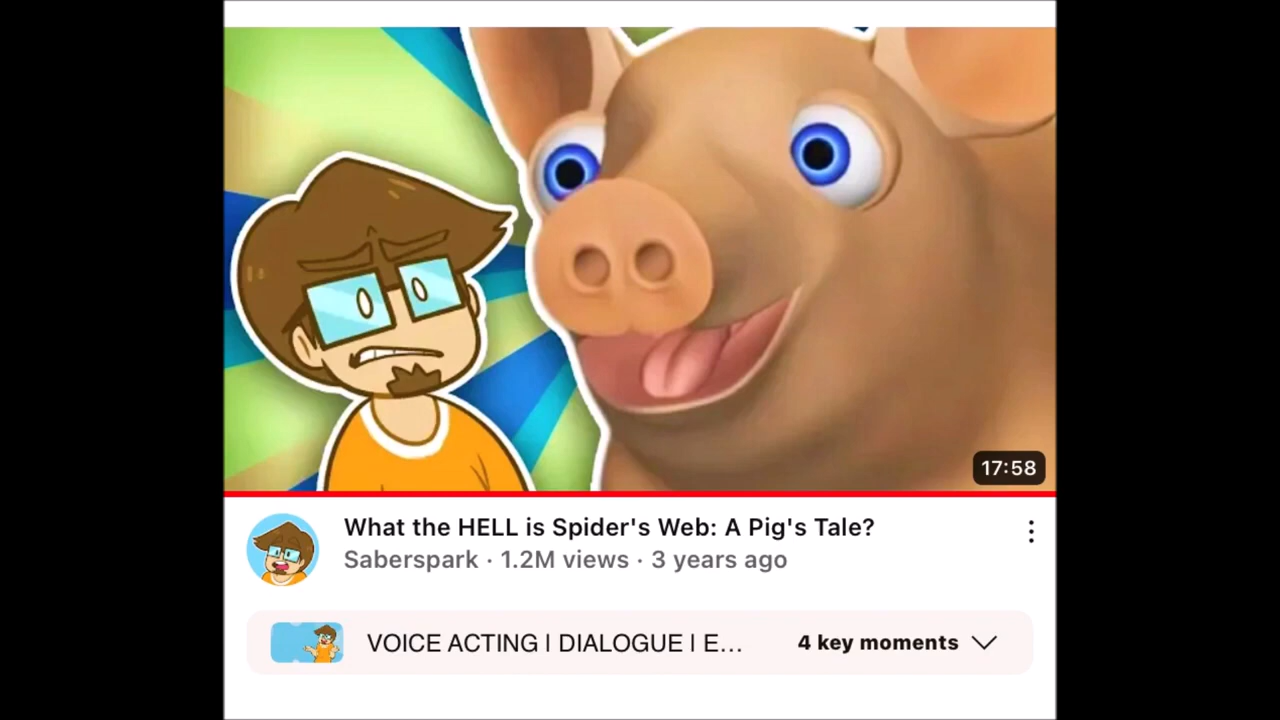 17:58
What the HELL is Spider's Web: A Pig's Tale?
Saberspark · 1.2M views · 3 years ago
VOICE ACTING | DIALOGUE | E... 4 key moments